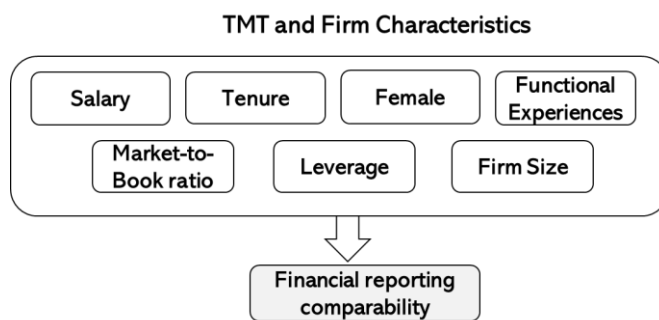 TMT and Firm Characteristics
Salary
Tenure
Female
Functional
Experiences
Market-to-
Book ratio
Leverage
Firm Size
Financial reporting
comparability